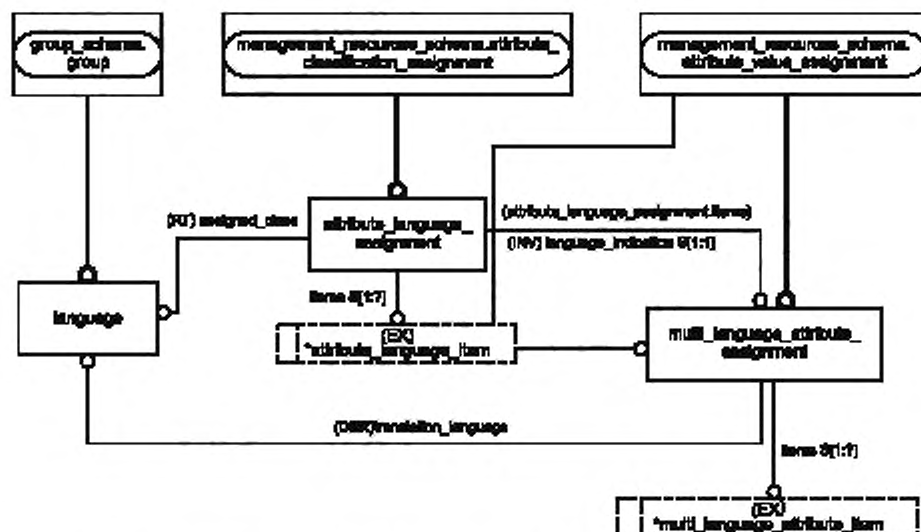 group_schema.
group
management_resources_schema.attribute_
classification_assignment
management_resources_schema.
attribute_value_assignment
(RT) assigned_class
attribute_language_
assignment
(attribute_language_assignment.items)
(INV) language_indication S[1:1]
items S[1:?]
language
(EX)
*attribute_language_item
multi_language_attribute_
assignment
(DER)translation_language
items S[1:?]
(EX)
*multi_language_attribute_item